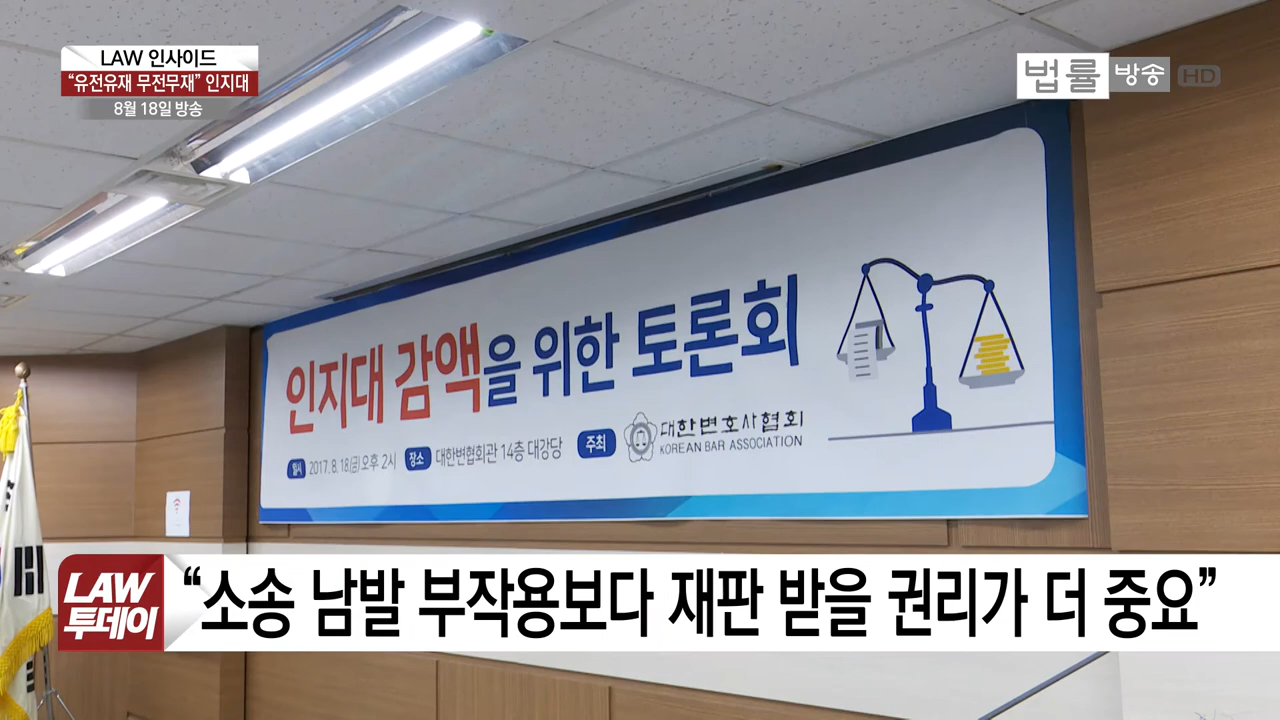 LAW 인사이드
“유전유재 무전무재” 인지대
8월 18일 방송
법률방송 HD
인지대 감액을 위한 토론회
일시 2017. 8. 18(금) 오후 2시 장소 대한변협회관 14층 대강당 주최 대한변호사협회
KOREAN BAR ASSOCIATION
LAW
투데이
“소송 남발 부작용보다 재판 받을 권리가 더 중요”